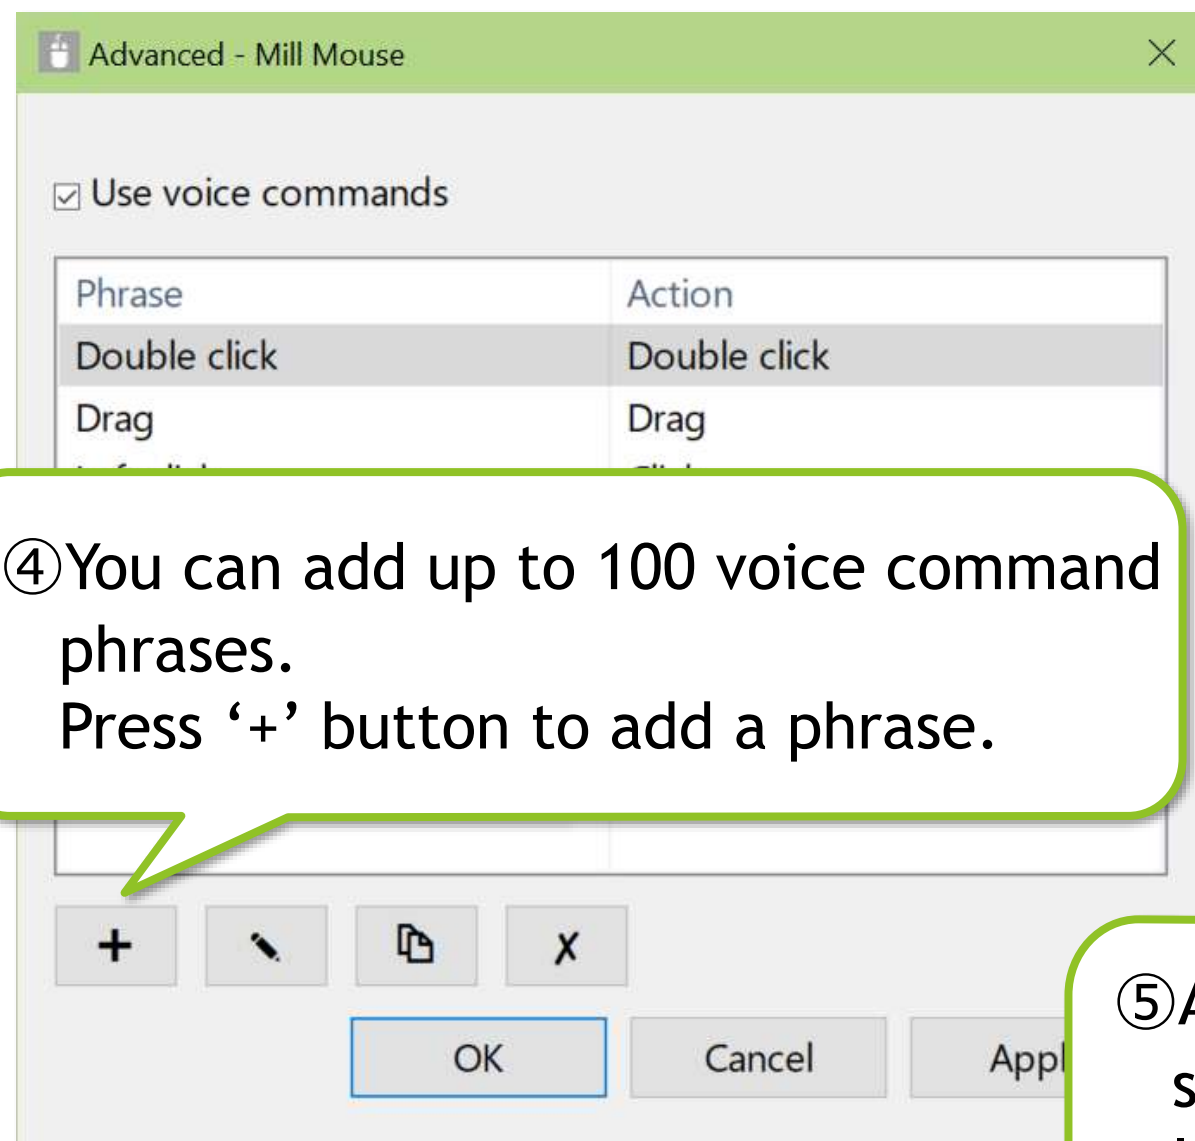 Advanced - Mill Mouse
Use voice commands
Phrase Action
Double click Double click
Drag Drag
④You can add up to 100 voice command
phrases.
Press ‘+’ button to add a phrase.
OK Cancel
⑤